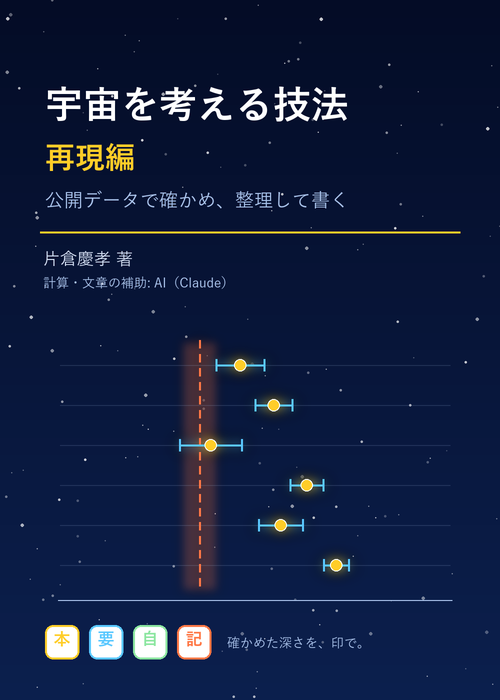 宇宙を考える技法
再現編
公開データで確かめ、整理して書く
片倉慶孝 著
計算・文章の補助: AI（Claude）
本 要 自 記 確かめた深さを、印で。